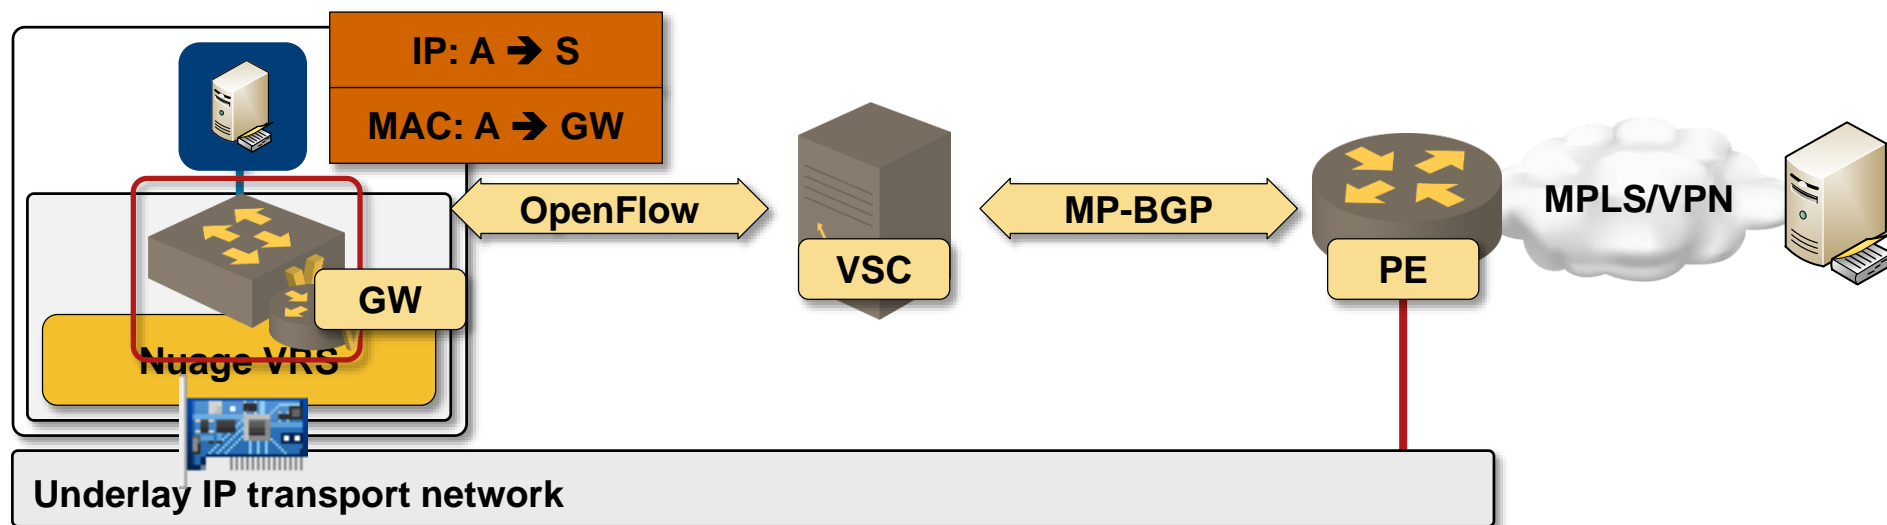 IP: A ➔ S
MAC: A ➔ GW
OpenFlow
MP-BGP
MPLS/VPN
VSC
PE
GW
Nuage VRS
Underlay IP transport network